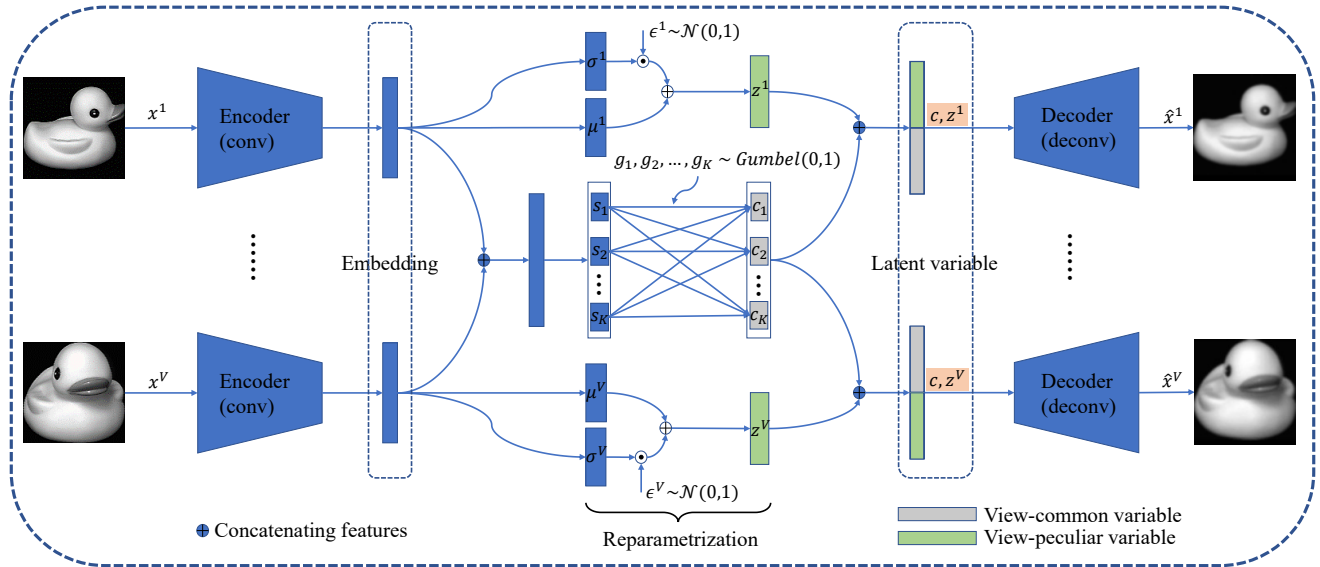 ϵ¹~𝒩(0,1)
σ¹
z¹
x¹
Encoder
(conv)
μ¹
c, z¹
Decoder
(deconv)
x̂¹
g₁, g₂, …, g_K ~ Gumbel(0,1)
s₁
c₁
s₂
c₂
Embedding
Latent variable
s_K
c_K
x^V
Encoder
(conv)
μ^V
c, z^V
Decoder
(deconv)
x̂^V
z^V
σ^V
ϵ^V~𝒩(0,1)
Concatenating features
Reparametrization
View-common variable
View-peculiar variable